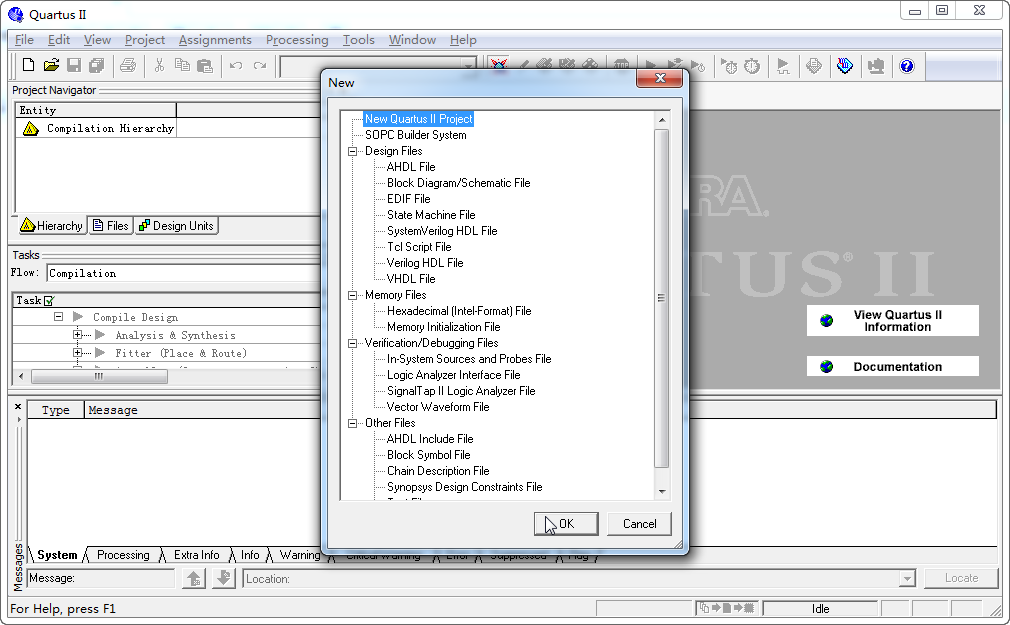 Quartus II
File Edit View Project Assignments Processing Tools Window Help
Project Navigator
Entity
Compilation Hierarchy
Hierarchy Files Design Units
Tasks
Flow: Compilation
Task
Compile Design
Analysis & Synthesis
Fitter (Place & Route)
New
New Quartus II Project
SOPC Builder System
Design Files
AHDL File
Block Diagram/Schematic File
EDIF File
State Machine File
SystemVerilog HDL File
Tcl Script File
Verilog HDL File
VHDL File
Memory Files
Hexadecimal (Intel-Format) File
Memory Initialization File
Verification/Debugging Files
In-System Sources and Probes File
Logic Analyzer Interface File
SignalTap II Logic Analyzer File
Vector Waveform File
Other Files
AHDL Include File
Block Symbol File
Chain Description File
Synopsys Design Constraints File
OK Cancel
RA.
TUS® II
View Quartus II
Information
Documentation
Type Message
Messages
System Processing Extra Info Info Warning Critical Warning Error Suppressed Flag
Message: Location: Locate
For Help, press F1 Idle